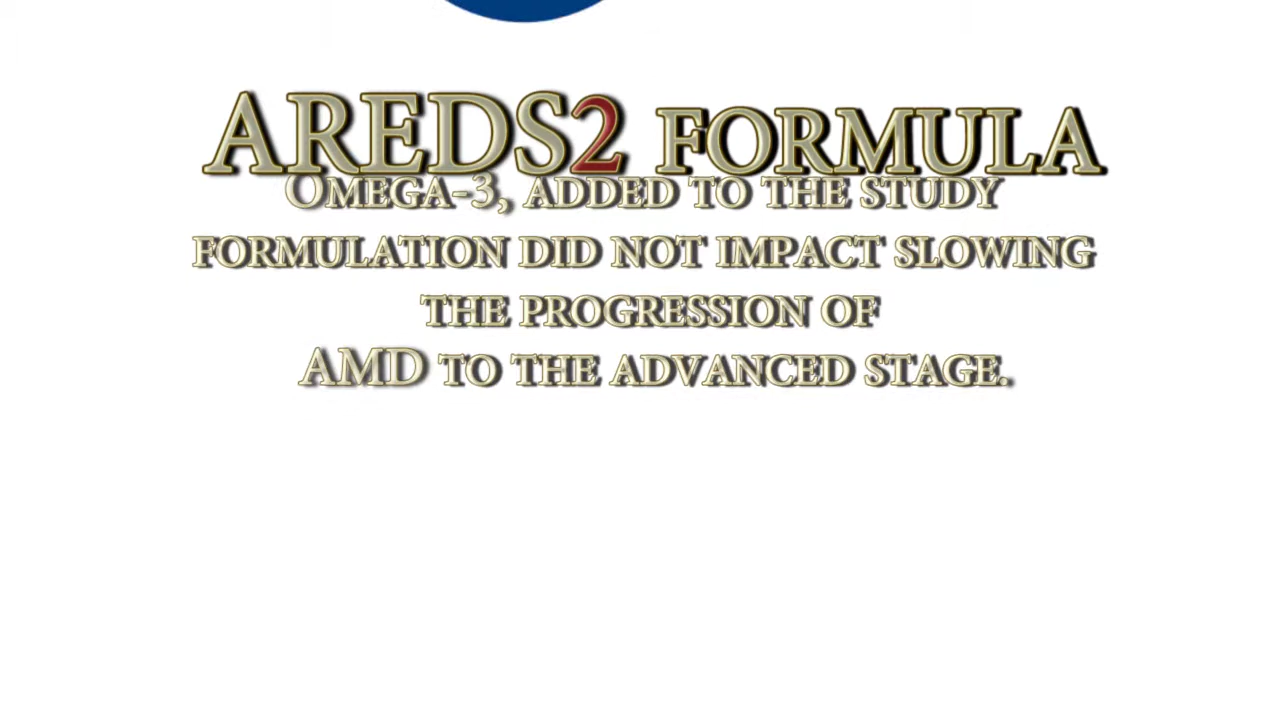 AREDS2 FORMULA
OMEGA-3, ADDED TO THE STUDY
FORMULATION DID NOT IMPACT SLOWING
THE PROGRESSION OF
AMD TO THE ADVANCED STAGE.